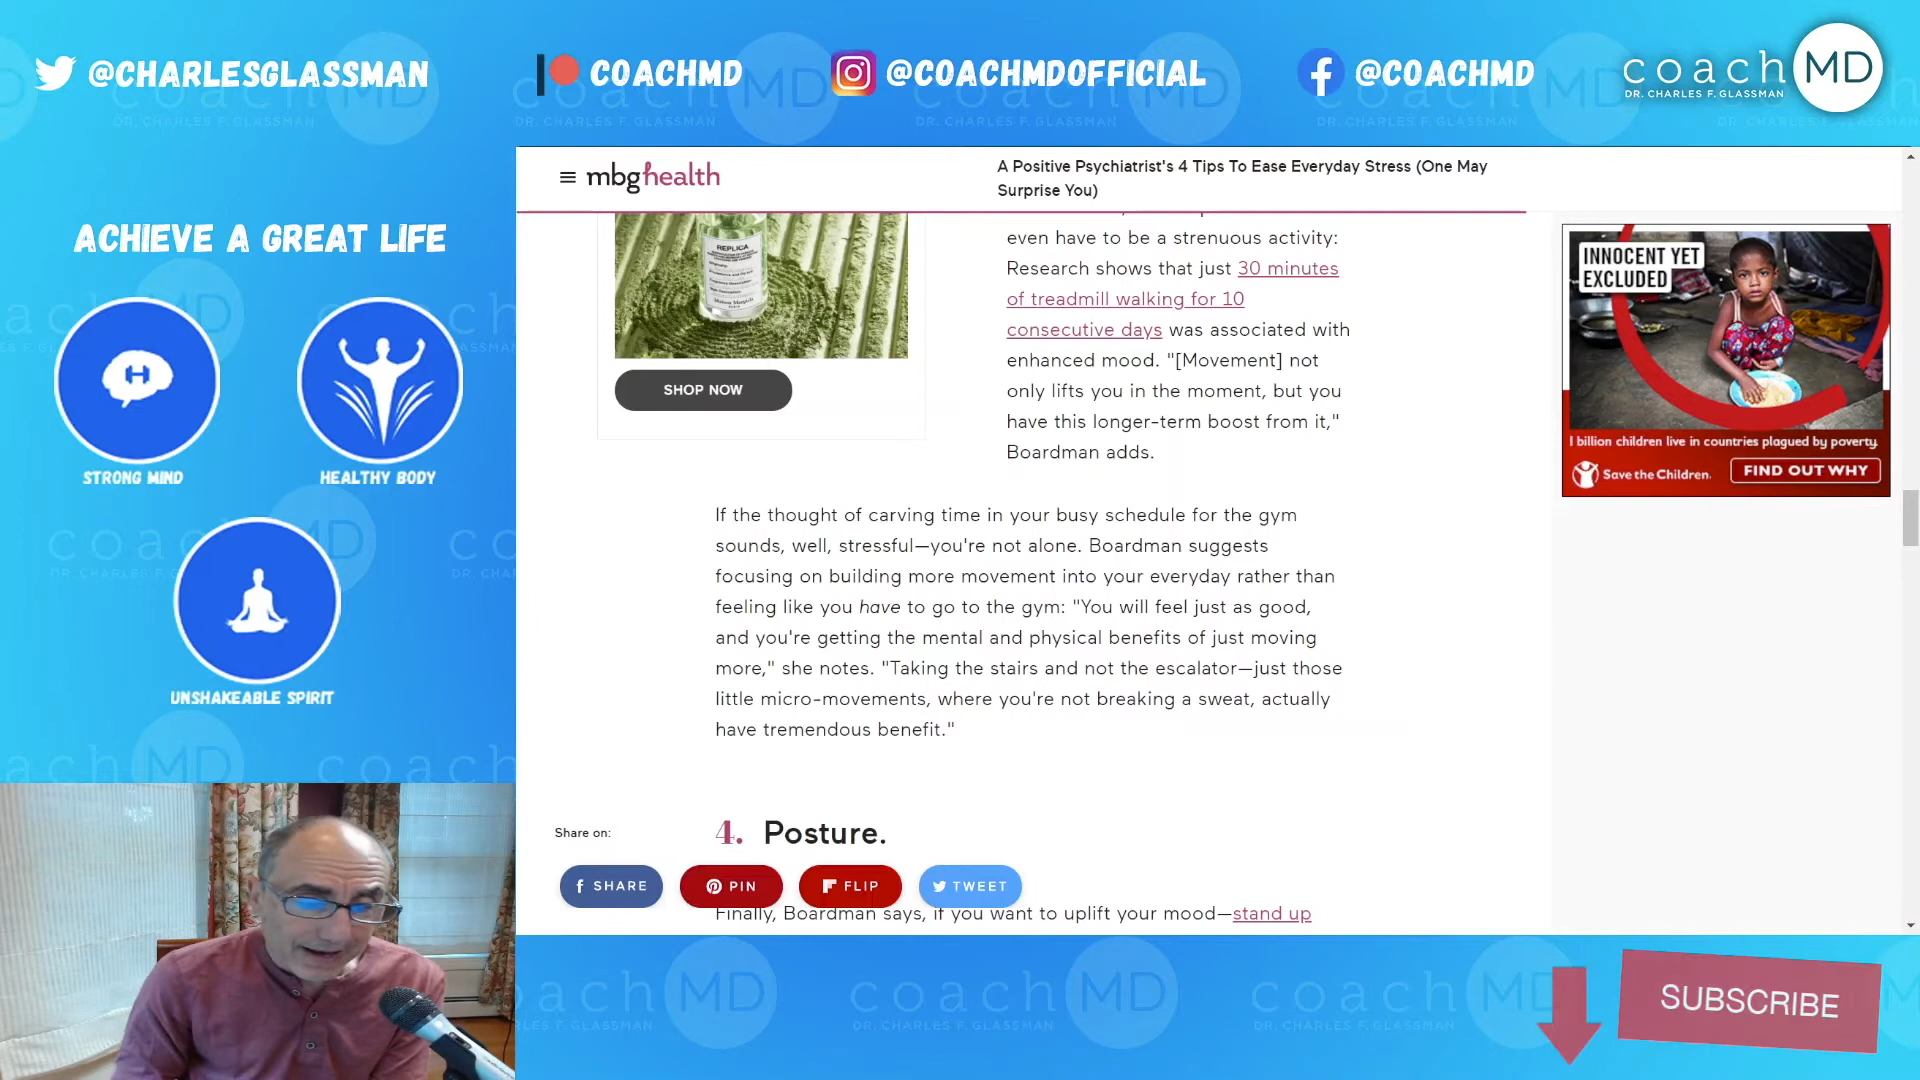 @CHARLESGLASSMAN
COACHMD
@COACHMDOFFICIAL
@COACHMD
coach MD
DR. CHARLES F. GLASSMAN
ACHIEVE A GREAT LIFE
STRONG MIND
HEALTHY BODY
UNSHAKEABLE SPIRIT
mbghealth
A Positive Psychiatrist's 4 Tips To Ease Everyday Stress (One May
Surprise You)
REPLICA
SHOP NOW
even have to be a strenuous activity:
Research shows that just 30 minutes
of treadmill walking for 10
consecutive days was associated with
enhanced mood. "[Movement] not
only lifts you in the moment, but you
have this longer-term boost from it,"
Boardman adds.
If the thought of carving time in your busy schedule for the gym
sounds, well, stressful—you're not alone. Boardman suggests
focusing on building more movement into your everyday rather than
feeling like you have to go to the gym: "You will feel just as good,
and you're getting the mental and physical benefits of just moving
more," she notes. "Taking the stairs and not the escalator—just those
little micro-movements, where you're not breaking a sweat, actually
have tremendous benefit."
4. Posture.
Share on:
SHARE
PIN
FLIP
TWEET
Finally, Boardman says, if you want to uplift your mood—stand up
INNOCENT YET
EXCLUDED
1 billion children live in countries plagued by poverty.
Save the Children.
FIND OUT WHY
SUBSCRIBE